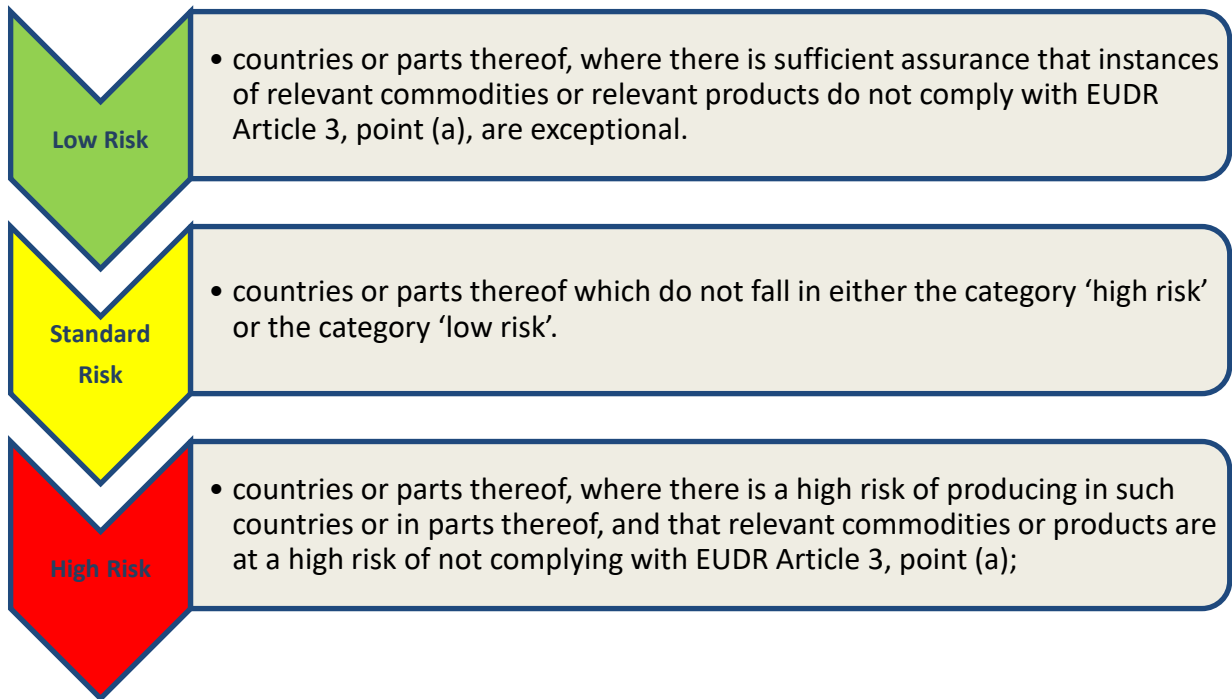 Low Risk
• countries or parts thereof, where there is sufficient assurance that instances
of relevant commodities or relevant products do not comply with EUDR
Article 3, point (a), are exceptional.
Standard
Risk
• countries or parts thereof which do not fall in either the category ‘high risk’
or the category ‘low risk’.
High Risk
• countries or parts thereof, where there is a high risk of producing in such
countries or in parts thereof, and that relevant commodities or products are
at a high risk of not complying with EUDR Article 3, point (a);